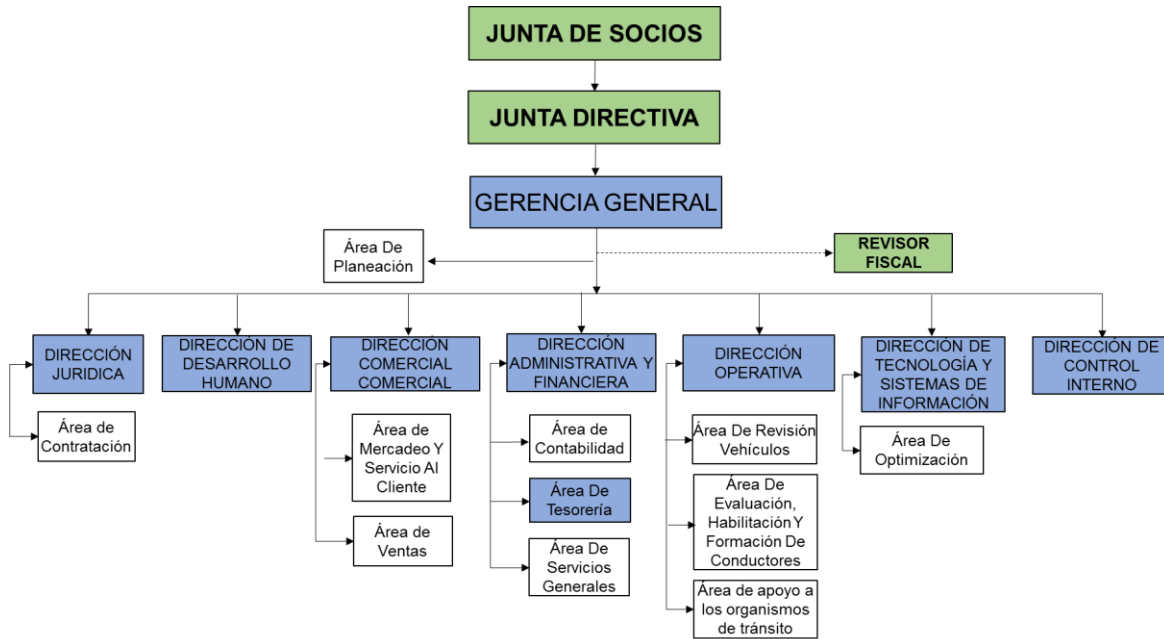 JUNTA DE SOCIOS
JUNTA DIRECTIVA
GERENCIA GENERAL
Área De
Planeación
REVISOR
FISCAL
DIRECCIÓN
JURIDICA
DIRECCIÓN DE
DESARROLLO
HUMANO
DIRECCIÓN
COMERCIAL
COMERCIAL
DIRECCIÓN
ADMINISTRATIVA Y
FINANCIERA
DIRECCIÓN
OPERATIVA
DIRECCIÓN DE
TECNOLOGÍA Y
SISTEMAS DE
INFORMACIÓN
DIRECCIÓN DE
CONTROL
INTERNO
Área de
Contratación
Área de
Mercadeo Y
Servicio Al
Cliente
Área de
Ventas
Área de
Contabilidad
Área De
Tesorería
Área De
Servicios
Generales
Área De Revisión
Vehículos
Área De
Evaluación,
Habilitación Y
Formación De
Conductores
Área de apoyo a
los organismos
de tránsito
Área De
Optimización